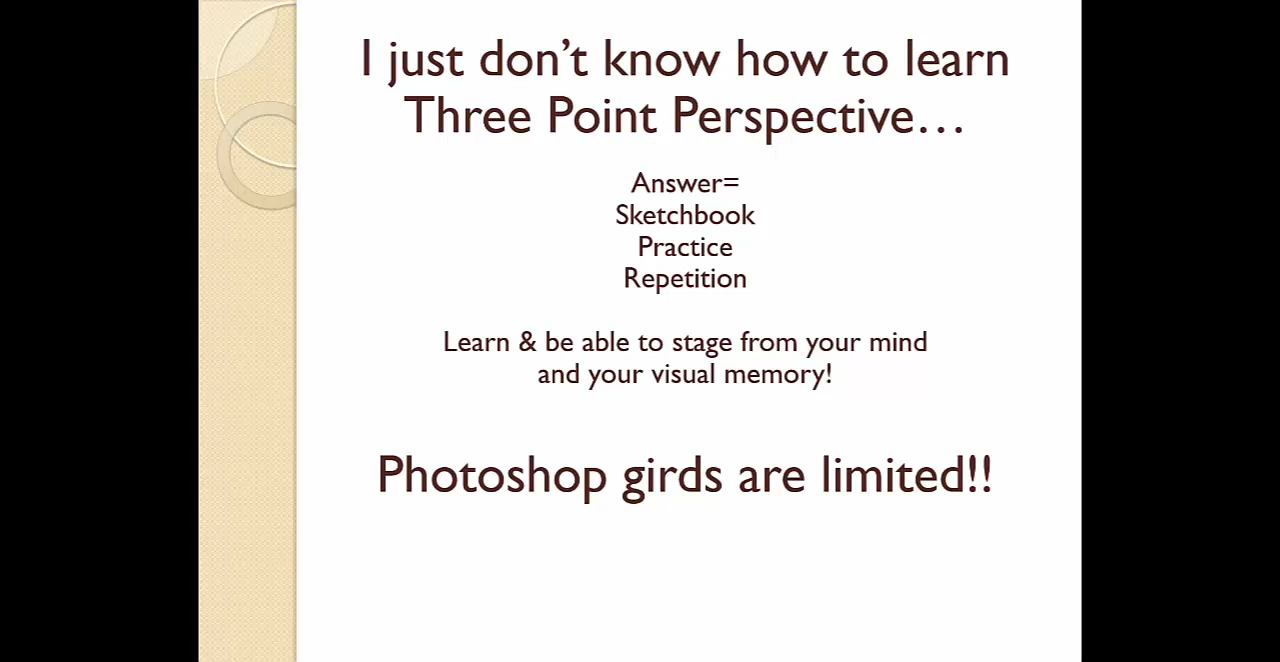 I just don’t know how to learn
Three Point Perspective…
Answer=
Sketchbook
Practice
Repetition
Learn & be able to stage from your mind
and your visual memory!
Photoshop girds are limited!!